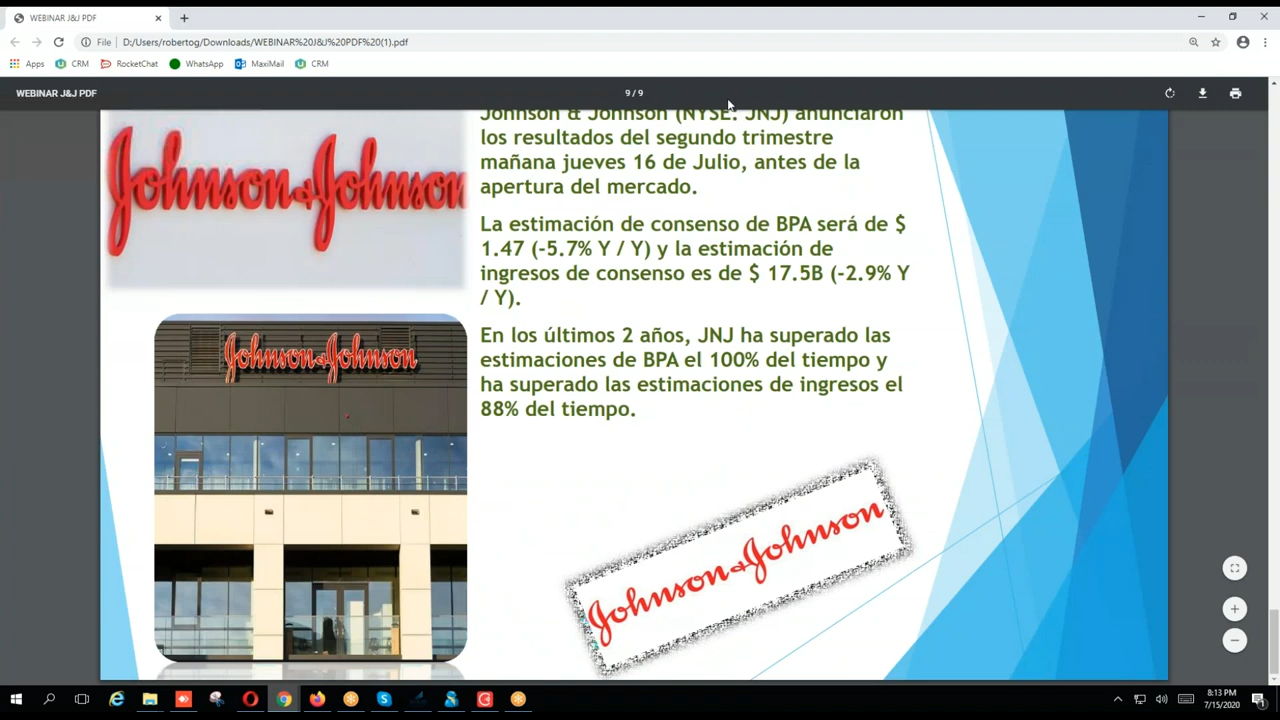 WEBINAR J&J PDF
File D:/Users/robertog/Downloads/WEBINAR%20J&J%20PDF%20(1).pdf
Apps CRM RocketChat WhatsApp MaxiMail CRM
WEBINAR J&J PDF 9 / 9
Johnson & Johnson (NYSE: JNJ) anunciaron
los resultados del segundo trimestre
mañana jueves 16 de Julio, antes de la
apertura del mercado.
La estimación de consenso de BPA será de $
1.47 (-5.7% Y / Y) y la estimación de
ingresos de consenso es de $ 17.5B (-2.9% Y
/ Y).
En los últimos 2 años, JNJ ha superado las
estimaciones de BPA el 100% del tiempo y
ha superado las estimaciones de ingresos el
88% del tiempo.
Johnson & Johnson
Johnson & Johnson
Johnson & Johnson
8:13 PM
7/15/2020